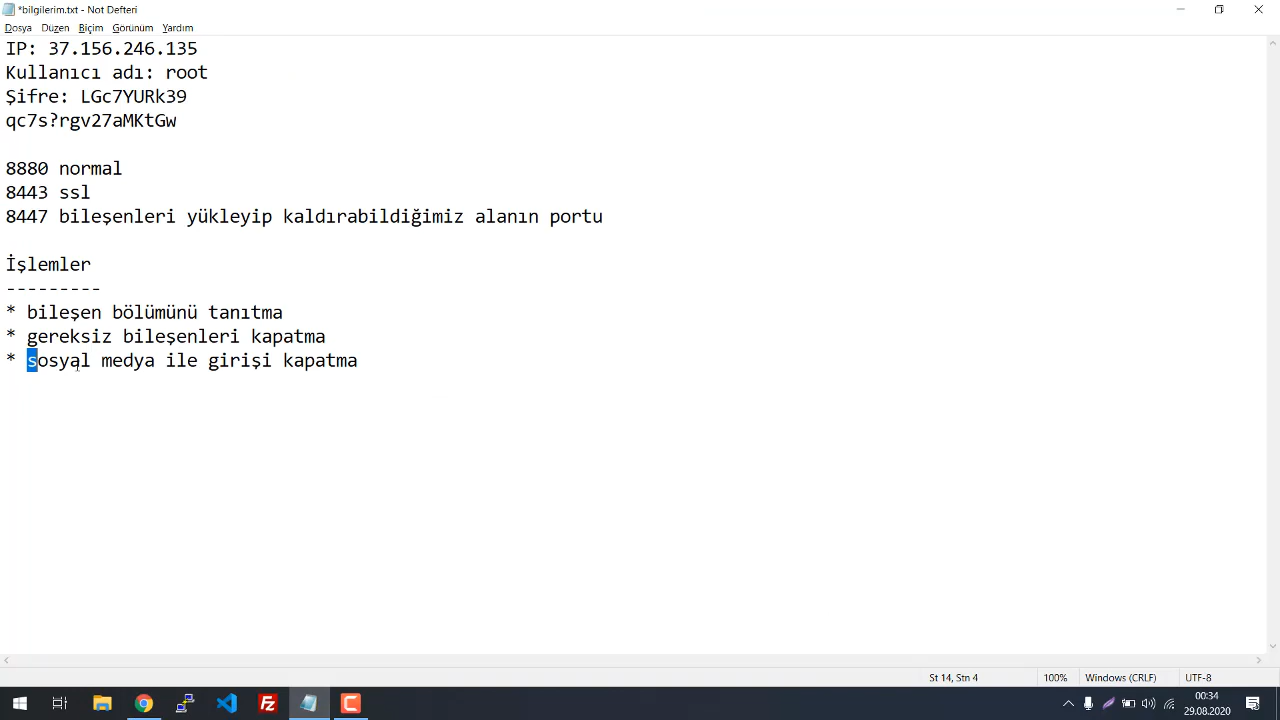 *bilgilerim.txt - Not Defteri
Dosya Düzen Biçim Görünüm Yardım
IP: 37.156.246.135
Kullanıcı adı: root
Şifre: LGc7YURk39
qc7s?rgv27aMKtGw
8880 normal
8443 ssl
8447 bileşenleri yükleyip kaldırabildiğimiz alanın portu
İşlemler
---------
* bileşen bölümünü tanıtma
* gereksiz bileşenleri kapatma
* sosyal medya ile girişi kapatma
St 14, Stn 4 100% Windows (CRLF) UTF-8
00:34
29.08.2020